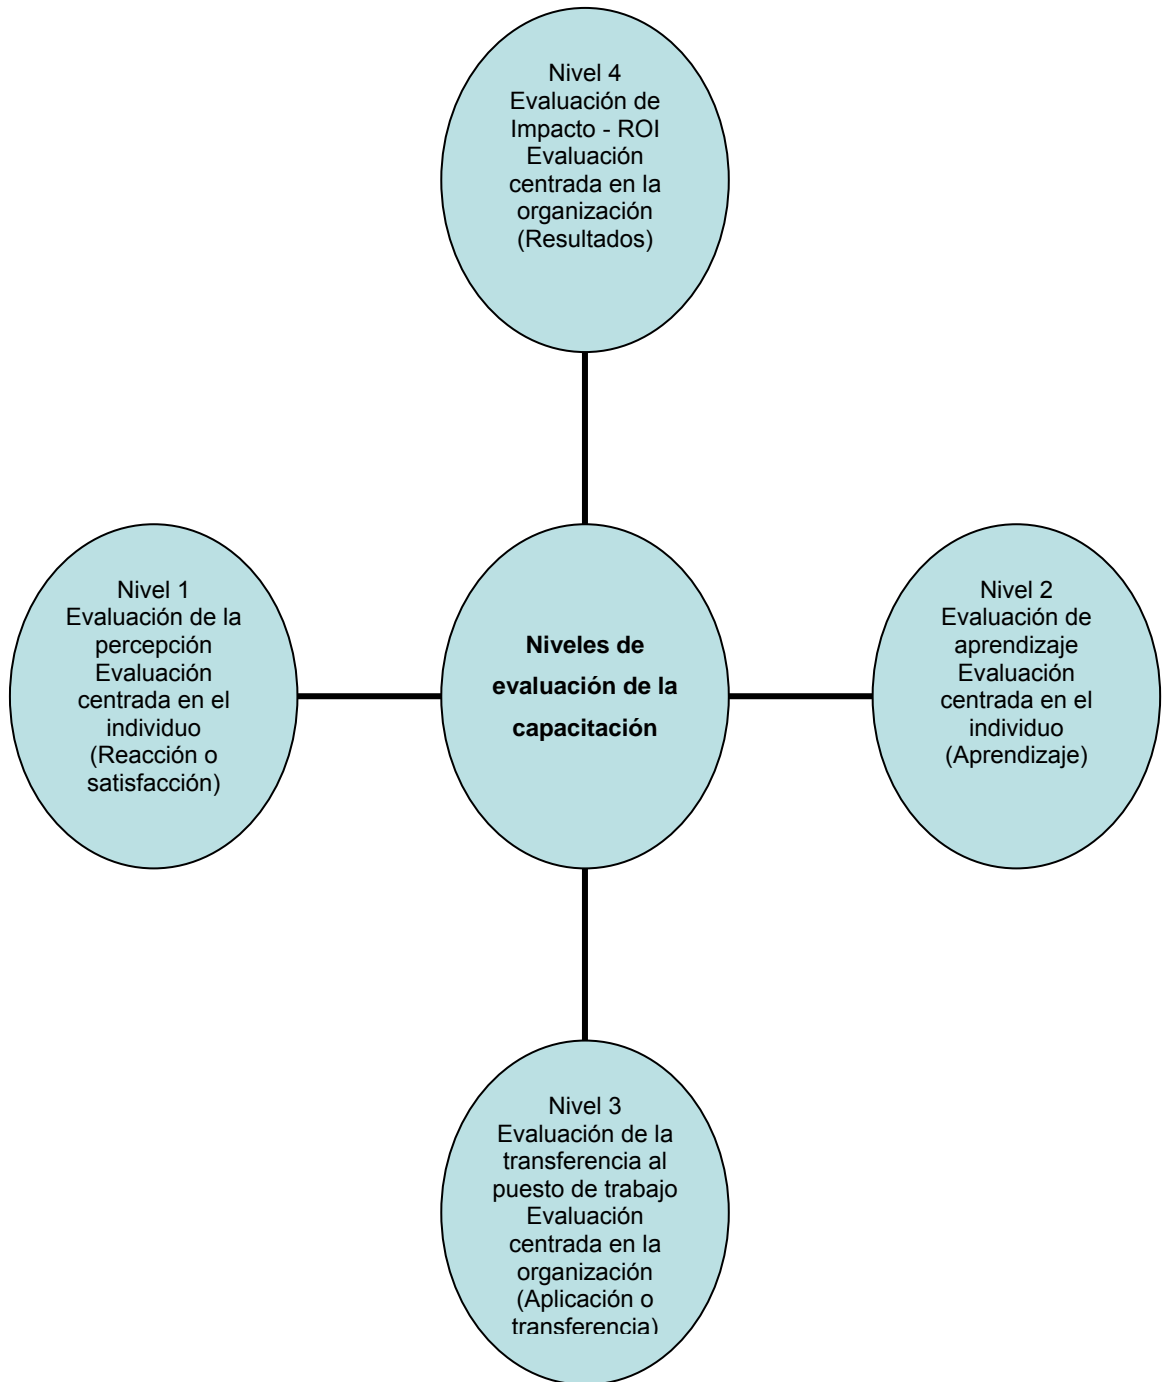 Nivel 4
Evaluación de
Impacto - ROI
Evaluación
centrada en la
organización
(Resultados)
Nivel 1
Evaluación de la
percepción
Evaluación
centrada en el
individuo
(Reacción o
satisfacción)
Niveles de
evaluación de la
capacitación
Nivel 2
Evaluación de
aprendizaje
Evaluación
centrada en el
individuo
(Aprendizaje)
Nivel 3
Evaluación de la
transferencia al
puesto de trabajo
Evaluación
centrada en la
organización
(Aplicación o
transferencia)